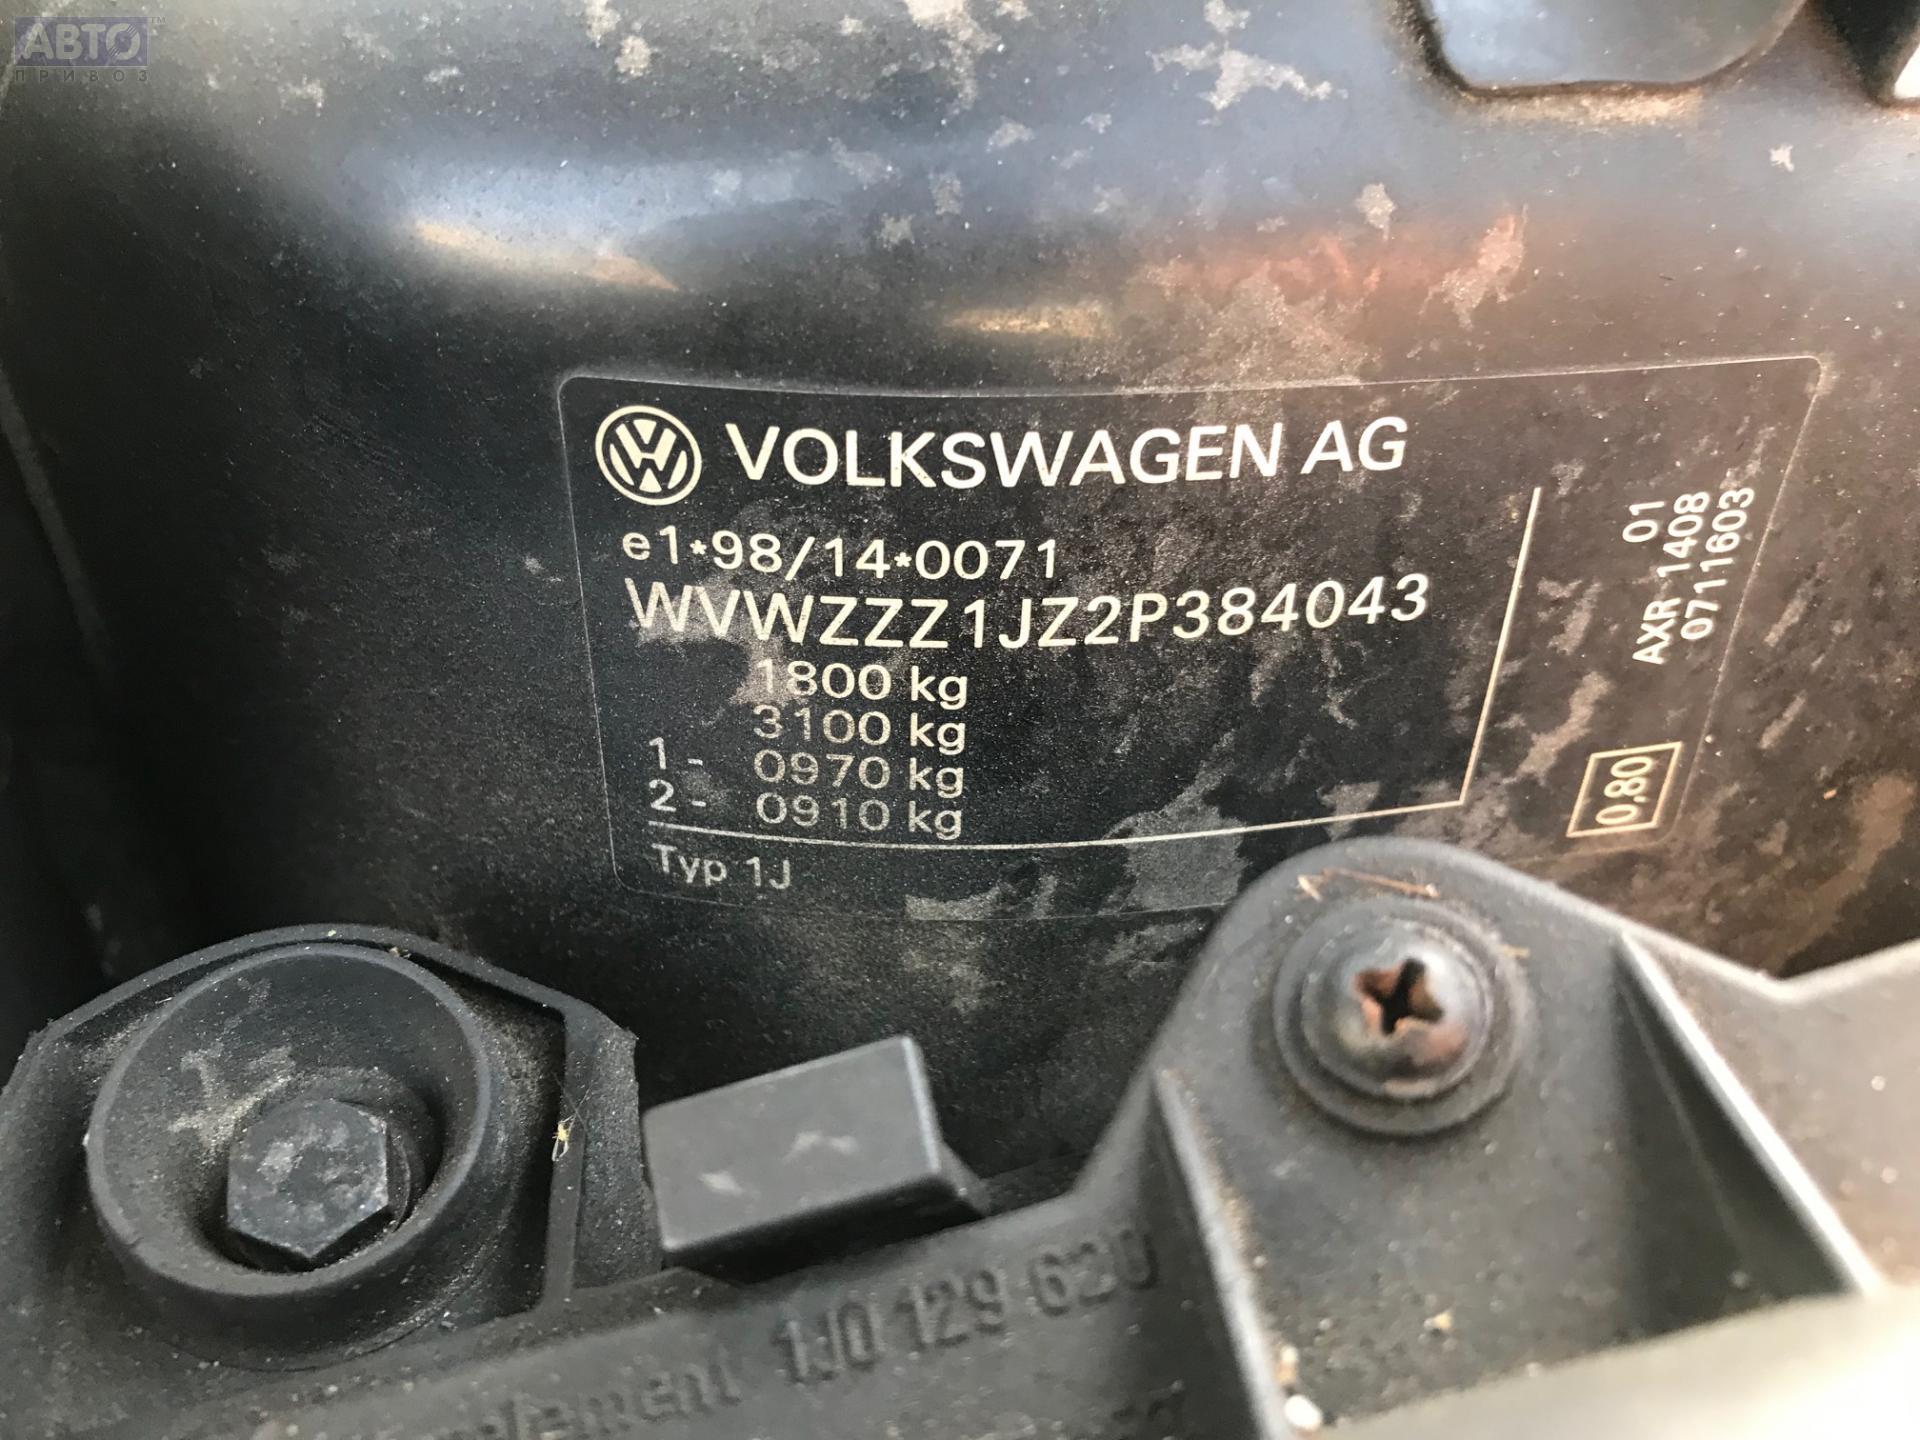 АВТО™
ПРИВОЗ
VOLKSWAGEN AG
e1*98/14*0071
WVWZZZ1JZ2P384043
1800 kg
3100 kg
1 - 0970 kg
2 - 0910 kg
Typ 1J
01
AXR 1408
0711603
0,80
1J0 129 620